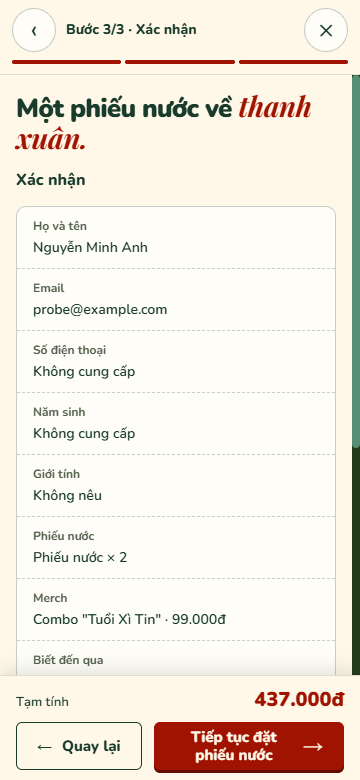 Bước 3/3 · Xác nhận
Một phiếu nước về thanh
xuân.
Xác nhận
Họ và tên
Nguyễn Minh Anh
Email
probe@example.com
Số điện thoại
Không cung cấp
Năm sinh
Không cung cấp
Giới tính
Không nêu
Phiếu nước
Phiếu nước × 2
Merch
Combo "Tuổi Xì Tin" · 99.000đ
Biết đến qua
Tạm tính
437.000đ
← Quay lại
Tiếp tục đặt
phiếu nước →